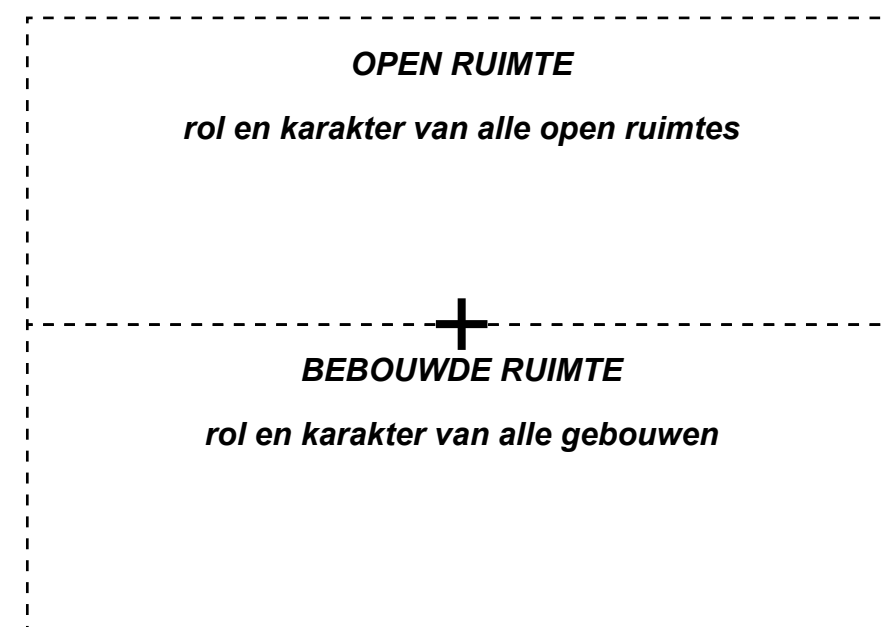 OPEN RUIMTE
rol en karakter van alle open ruimtes
+
BEBOUWDE RUIMTE
rol en karakter van alle gebouwen